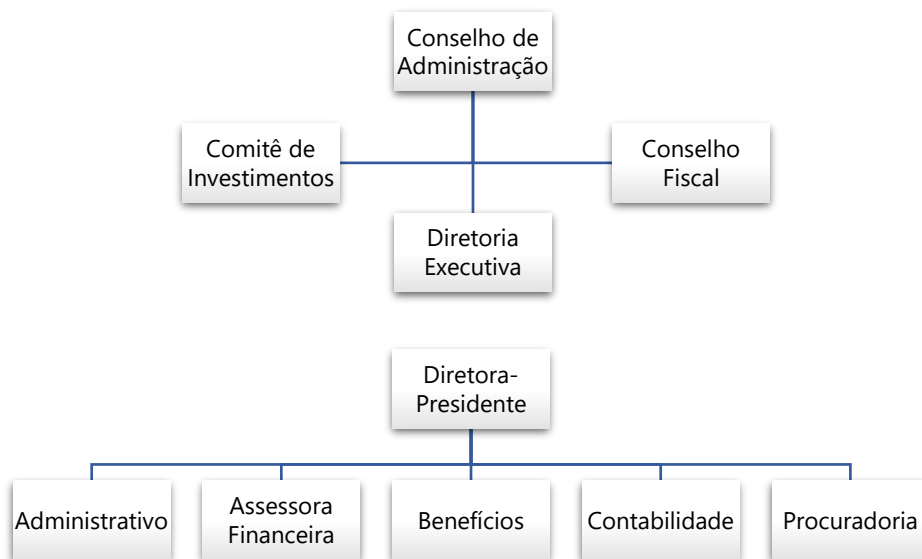 Conselho de
Administração
Comitê de
Investimentos
Conselho
Fiscal
Diretoria
Executiva
Diretora-
Presidente
Administrativo
Assessora
Financeira
Benefícios
Contabilidade
Procuradoria